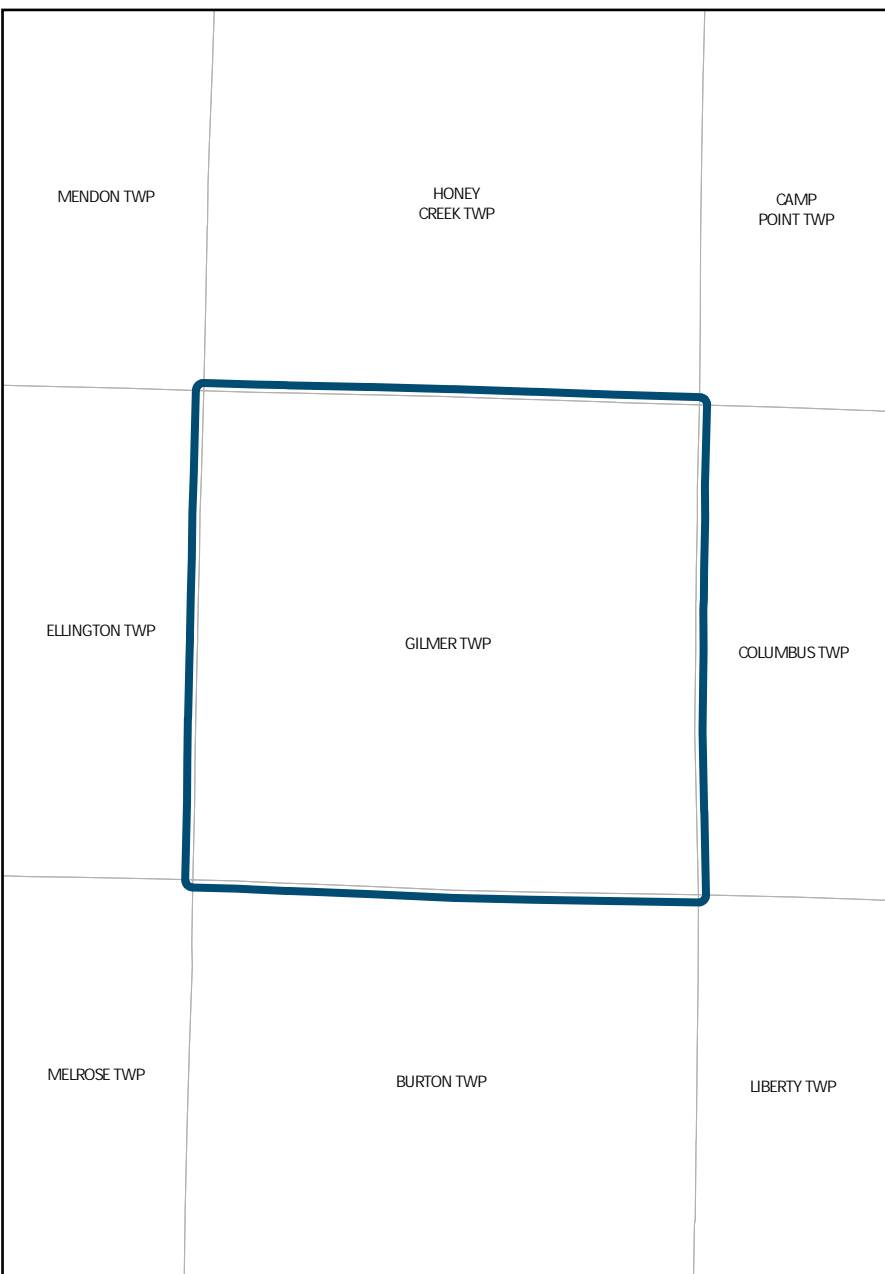 MENDON TWP
HONEY
CREEK TWP
CAMP
POINT TWP
ELLINGTON TWP
GILMER TWP
COLUMBUS TWP
MELROSE TWP
BURTON TWP
LIBERTY TWP